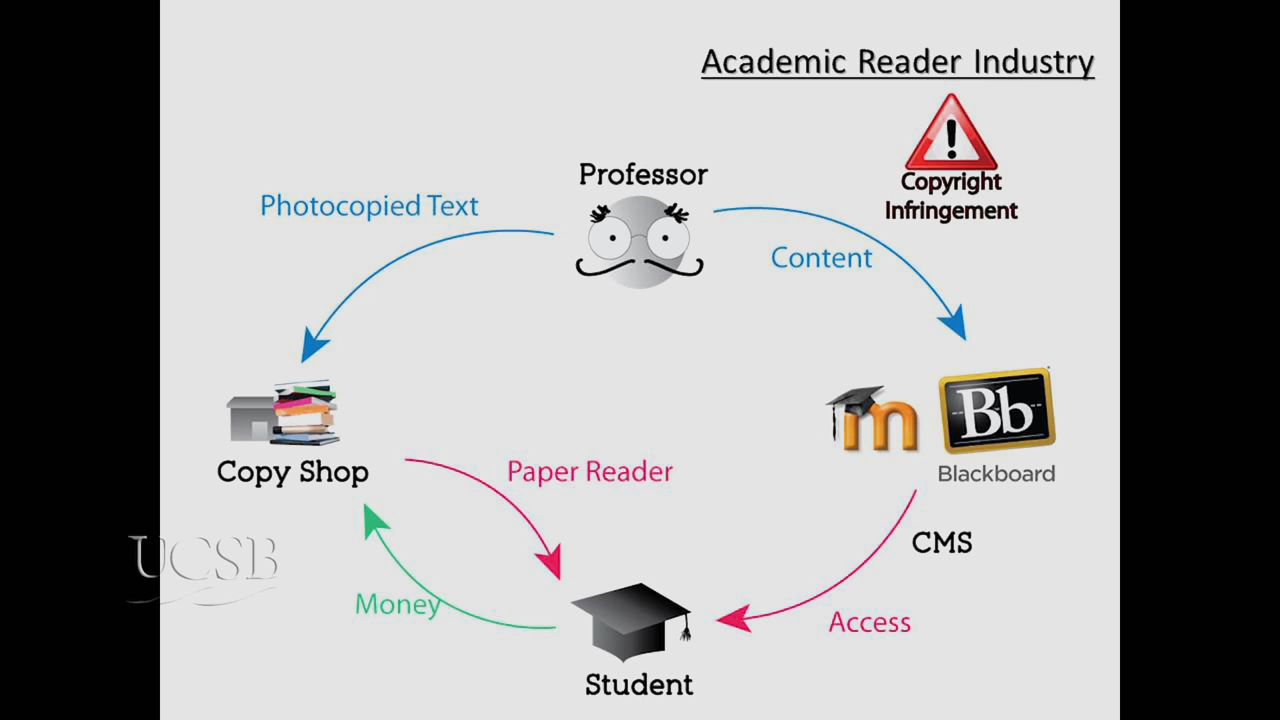 Academic Reader Industry
!
Copyright
Infringement
Professor
Photocopied Text
Content
m
Bb
Blackboard
Copy Shop
Paper Reader
CMS
UCSB
Money
Access
Student